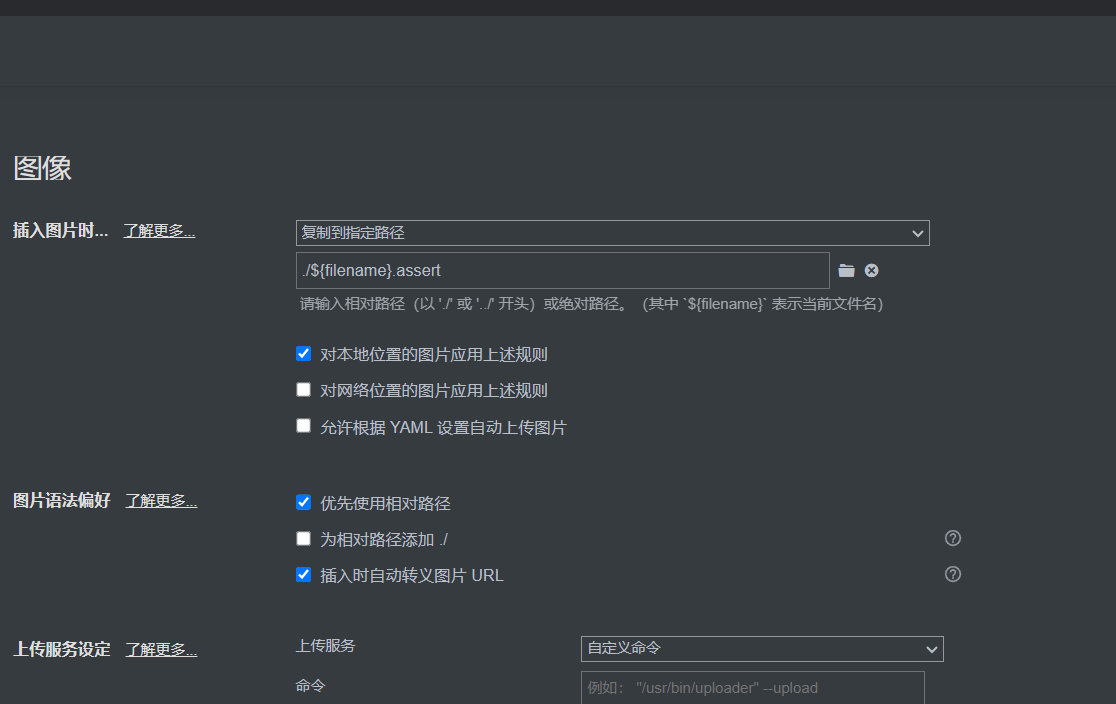 图像
插入图片时... 了解更多...
复制到指定路径
./${filename}.assert
请输入相对路径（以 './' 或 '../' 开头）或绝对路径。（其中 `${filename}` 表示当前文件名）
对本地位置的图片应用上述规则
对网络位置的图片应用上述规则
允许根据 YAML 设置自动上传图片
图片语法偏好 了解更多...
优先使用相对路径
为相对路径添加 ./
插入时自动转义图片 URL
上传服务设定 了解更多...
上传服务
自定义命令
命令
例如： "/usr/bin/uploader" --upload